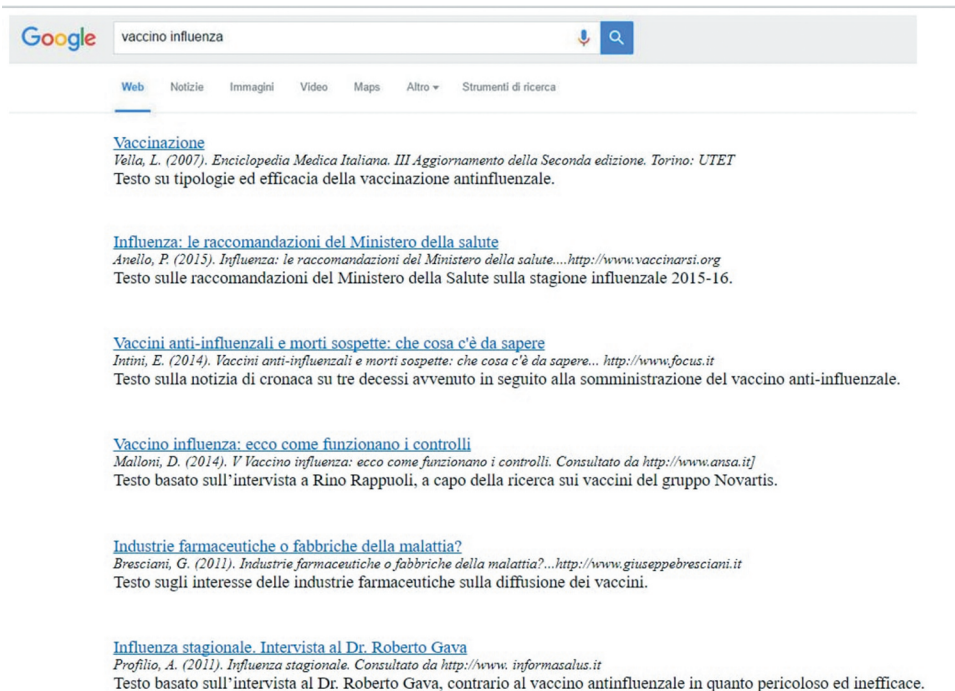 Google vaccino influenza
Web Notizie Immagini Video Maps Altro Strumenti di ricerca
Vaccinazione
Vella, L. (2007). Enciclopedia Medica Italiana. III Aggiornamento della Seconda edizione. Torino: UTET
Testo su tipologie ed efficacia della vaccinazione antinfluenzale.
Influenza: le raccomandazioni del Ministero della salute
Anello, P. (2015). Influenza: le raccomandazioni del Ministero della salute....http://www.vaccinarsi.org
Testo sulle raccomandazioni del Ministero della Salute sulla stagione influenzale 2015-16.
Vaccini anti-influenzali e morti sospette: che cosa c'è da sapere
Intini, E. (2014). Vaccini anti-influenzali e morti sospette: che cosa c'è da sapere... http://www.focus.it
Testo sulla notizia di cronaca su tre decessi avvenuto in seguito alla somministrazione del vaccino anti-influenzale.
Vaccino influenza: ecco come funzionano i controlli
Malloni, D. (2014). V Vaccino influenza: ecco come funzionano i controlli. Consultato da http://www.ansa.it]
Testo basato sull'intervista a Rino Rappuoli, a capo della ricerca sui vaccini del gruppo Novartis.
Industrie farmaceutiche o fabbriche della malattia?
Bresciani, G. (2011). Industrie farmaceutiche o fabbriche della malattia?...http://www.giuseppebresciani.it
Testo sugli interesse delle industrie farmaceutiche sulla diffusione dei vaccini.
Influenza stagionale. Intervista al Dr. Roberto Gava
Profilio, A. (2011). Influenza stagionale. Consultato da http://www. informasalus.it
Testo basato sull'intervista al Dr. Roberto Gava, contrario al vaccino antinfluenzale in quanto pericoloso ed inefficace.